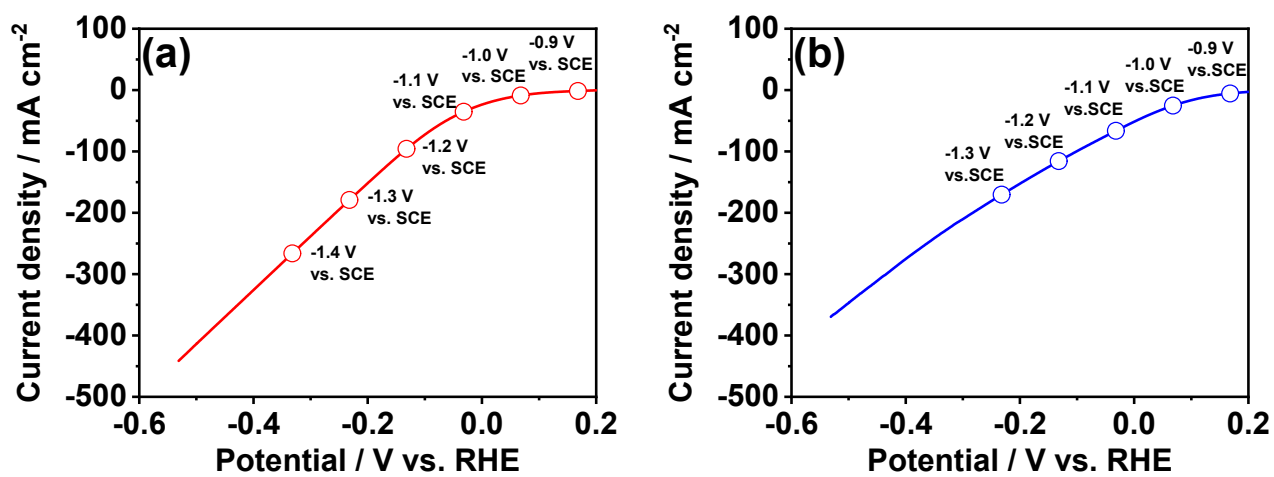 (a)
Current density / mA cm-2
100
0
-100
-200
-300
-400
-500
-0.9 V
vs. SCE
-1.0 V
vs. SCE
-1.1 V
vs. SCE
-1.2 V
vs. SCE
-1.3 V
vs. SCE
-1.4 V
vs. SCE
-0.6 -0.4 -0.2 0.0 0.2
Potential / V vs. RHE
(b)
Current density / mA cm-2
100
0
-100
-200
-300
-400
-500
-0.9 V
vs.SCE
-1.0 V
vs. SCE
-1.1 V
vs.SCE
-1.2 V
vs.SCE
-1.3 V
vs.SCE
-0.6 -0.4 -0.2 0.0 0.2
Potential / V vs. RHE